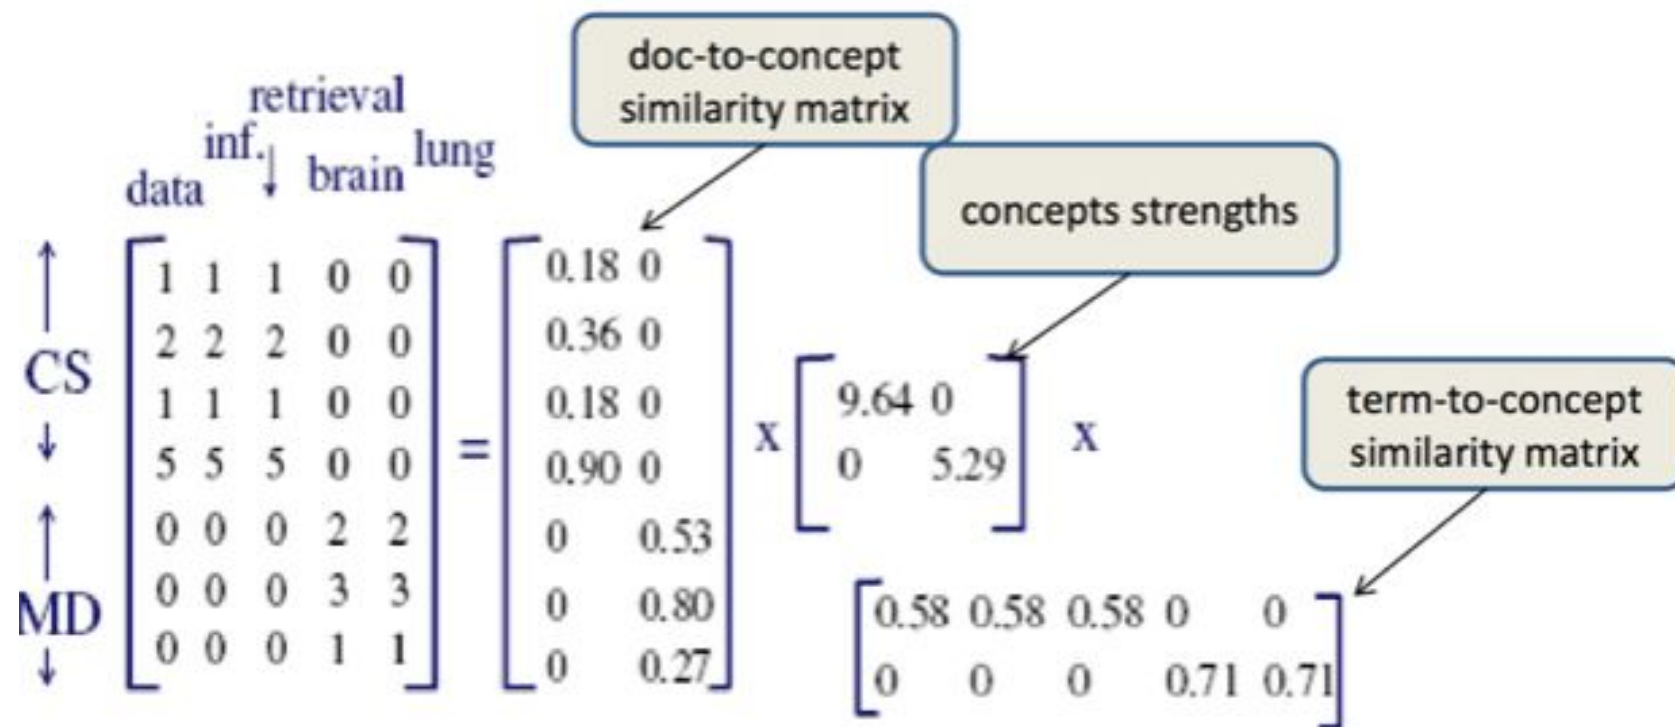 doc-to-concept
similarity matrix
concepts strengths
term-to-concept
similarity matrix
retrieval
inf. ↓
data
brain
lung
CS
MD
1 1 1 0 0
2 2 2 0 0
1 1 1 0 0
5 5 5 0 0
0 0 0 2 2
0 0 0 3 3
0 0 0 1 1
=
0.18 0
0.36 0
0.18 0
0.90 0
0 0.53
0 0.80
0 0.27
x
9.64 0
0 5.29
x
0.58 0.58 0.58 0 0
0 0 0 0.71 0.71